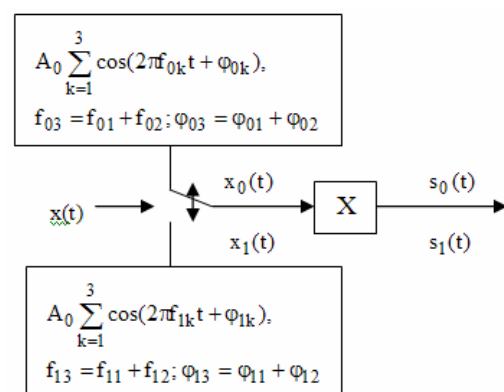 3
A₀ ∑ cos(2πf₀ₖt + φ₀ₖ),
k=1
f₀₃ = f₀₁ + f₀₂; φ₀₃ = φ₀₁ + φ₀₂
x₀(t)
s₀(t)
x(t)
X
x₁(t)
s₁(t)
3
A₀ ∑ cos(2πf₁ₖt + φ₁ₖ),
k=1
f₁₃ = f₁₁ + f₁₂; φ₁₃ = φ₁₁ + φ₁₂